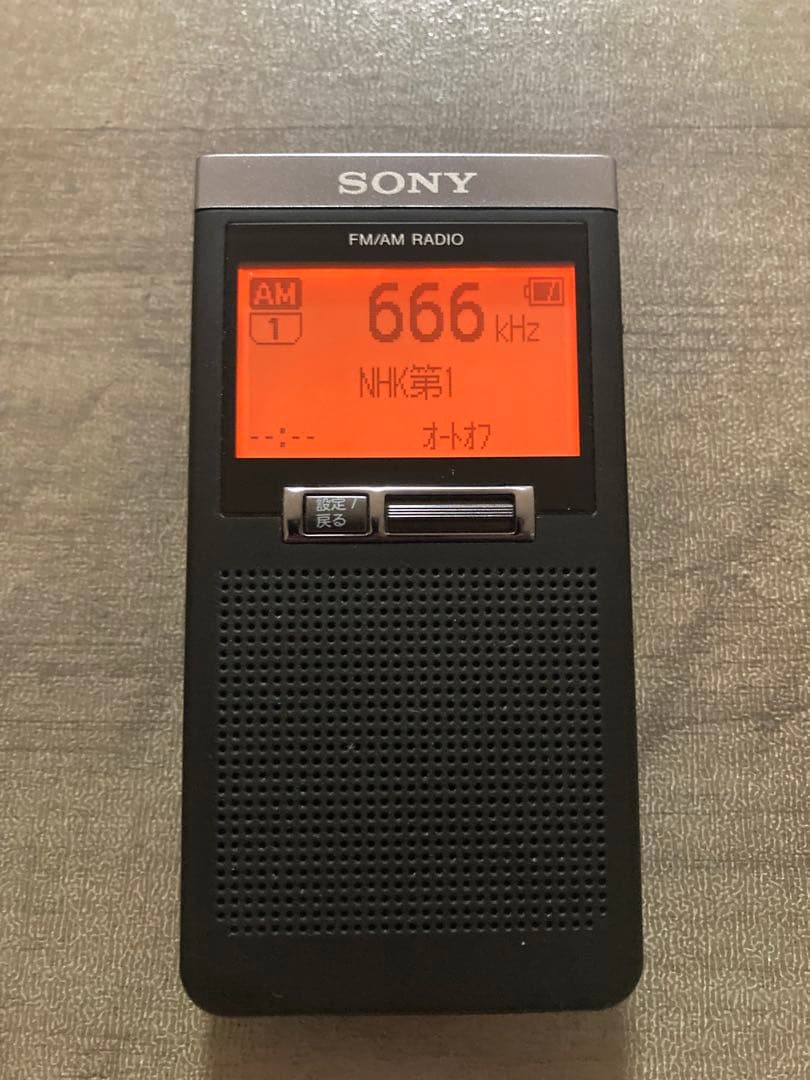 SONY
FM/AM RADIO
AM 666 kHz
1
NHK第1
--:-- オートオフ
設定/
戻る